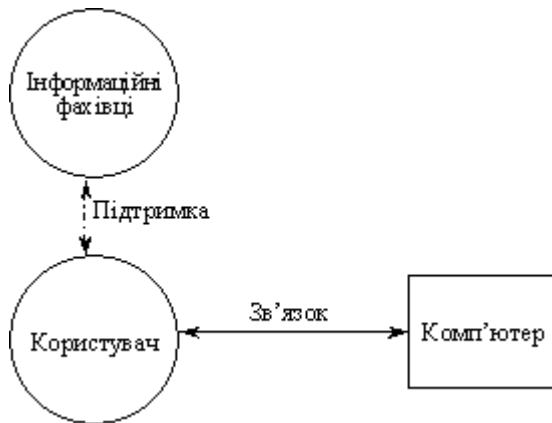 Інформаційні
фахівці
Підтримка
Зв’язок
Користувач
Комп’ютер